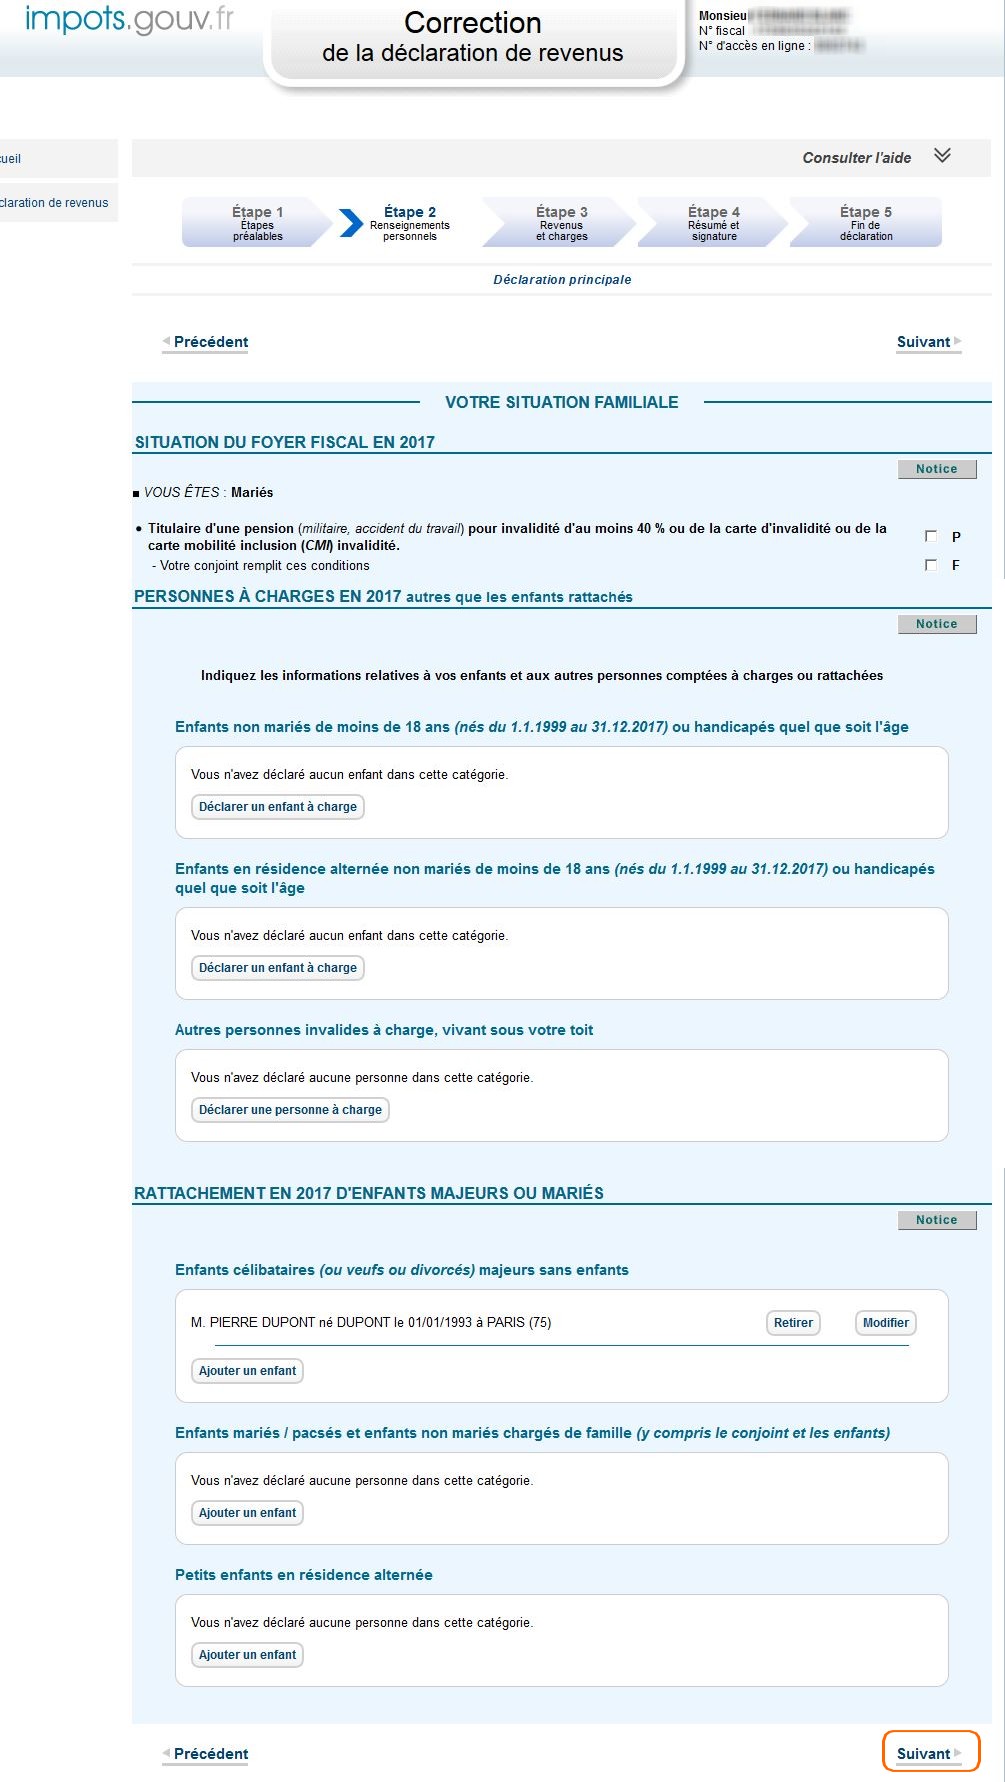 impots.gouv.fr
Correction
de la déclaration de revenus
Monsieu
N° fiscal
N° d'accès en ligne :
ueil
claration de revenus
Consulter l'aide
Étape 1
Étapes
préalables
Étape 2
Renseignements
personnels
Étape 3
Revenus
et charges
Étape 4
Résumé et
signature
Étape 5
Fin de
déclaration
Déclaration principale
Précédent
Suivant
VOTRE SITUATION FAMILIALE
SITUATION DU FOYER FISCAL EN 2017
Notice
VOUS ÊTES : Mariés
• Titulaire d'une pension (militaire, accident du travail) pour invalidité d'au moins 40 % ou de la carte d'invalidité ou de la
carte mobilité inclusion (CMI) invalidité.
P
- Votre conjoint remplit ces conditions
F
PERSONNES À CHARGES EN 2017 autres que les enfants rattachés
Notice
Indiquez les informations relatives à vos enfants et aux autres personnes comptées à charges ou rattachées
Enfants non mariés de moins de 18 ans (nés du 1.1.1999 au 31.12.2017) ou handicapés quel que soit l'âge
Vous n'avez déclaré aucun enfant dans cette catégorie.
Déclarer un enfant à charge
Enfants en résidence alternée non mariés de moins de 18 ans (nés du 1.1.1999 au 31.12.2017) ou handicapés
quel que soit l'âge
Vous n'avez déclaré aucun enfant dans cette catégorie.
Déclarer un enfant à charge
Autres personnes invalides à charge, vivant sous votre toit
Vous n'avez déclaré aucune personne dans cette catégorie.
Déclarer une personne à charge
RATTACHEMENT EN 2017 D'ENFANTS MAJEURS OU MARIÉS
Notice
Enfants célibataires (ou veufs ou divorcés) majeurs sans enfants
M. PIERRE DUPONT né DUPONT le 01/01/1993 à PARIS (75)
Retirer
Modifier
Ajouter un enfant
Enfants mariés / pacsés et enfants non mariés chargés de famille (y compris le conjoint et les enfants)
Vous n'avez déclaré aucune personne dans cette catégorie.
Ajouter un enfant
Petits enfants en résidence alternée
Vous n'avez déclaré aucune personne dans cette catégorie.
Ajouter un enfant
Précédent
Suivant